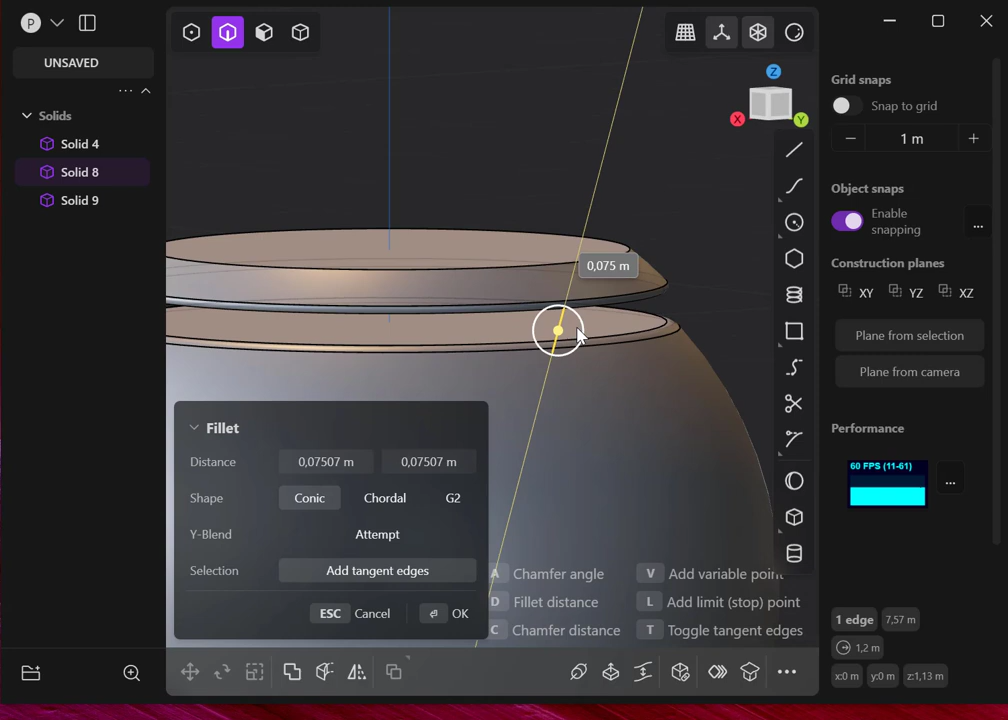 P
UNSAVED
...
Solids
Solid 4
Solid 8
Solid 9
Z
X
Y
0,075 m
Fillet
Distance 0,07507 m 0,07507 m
Shape Conic Chordal G2
Y-Blend Attempt
Selection Add tangent edges
ESC Cancel OK
A Chamfer angle V Add variable point
D Fillet distance L Add limit (stop) point
C Chamfer distance T Toggle tangent edges
Grid snaps
Snap to grid
1 m
Object snaps
Enable
snapping
...
Construction planes
XY YZ XZ
Plane from selection
Plane from camera
Performance
60 FPS (11-61)
...
1 edge 7,57 m
1,2 m
x:0 m y:0 m z:1,13 m